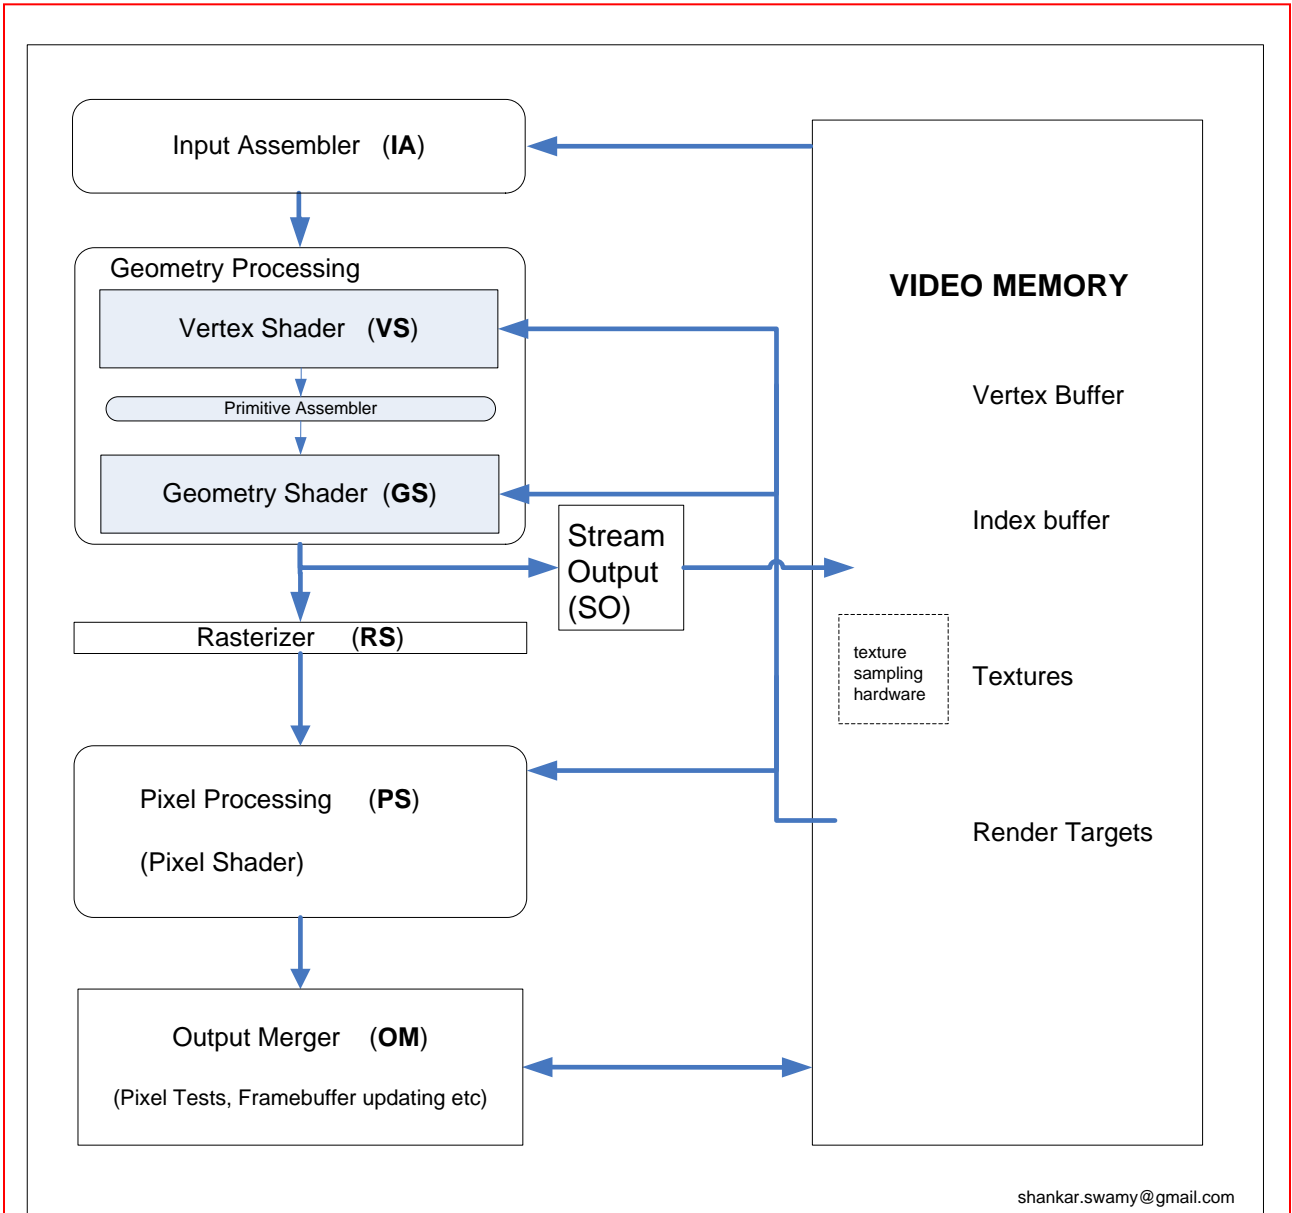 Input Assembler (IA)
Geometry Processing
Vertex Shader (VS)
Primitive Assembler
Geometry Shader (GS)
Stream
Output
(SO)
Rasterizer (RS)
Pixel Processing (PS)
(Pixel Shader)
Output Merger (OM)
(Pixel Tests, Framebuffer updating etc)
VIDEO MEMORY
Vertex Buffer
Index buffer
texture
sampling
hardware
Textures
Render Targets
shankar.swamy@gmail.com